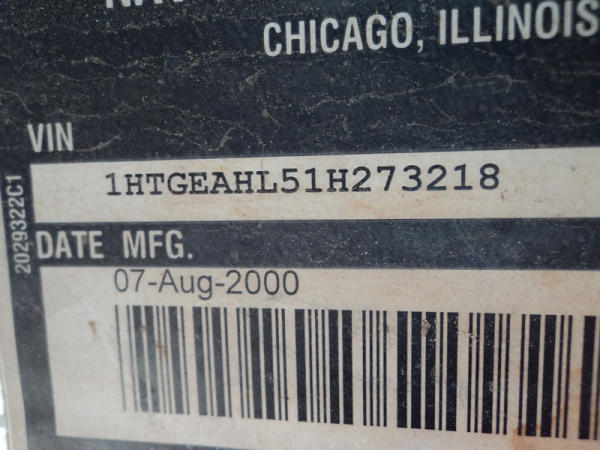 CHICAGO, ILLINOIS
VIN
1HTGEAHL51H273218
2029322C1
DATE MFG.
07-Aug-2000